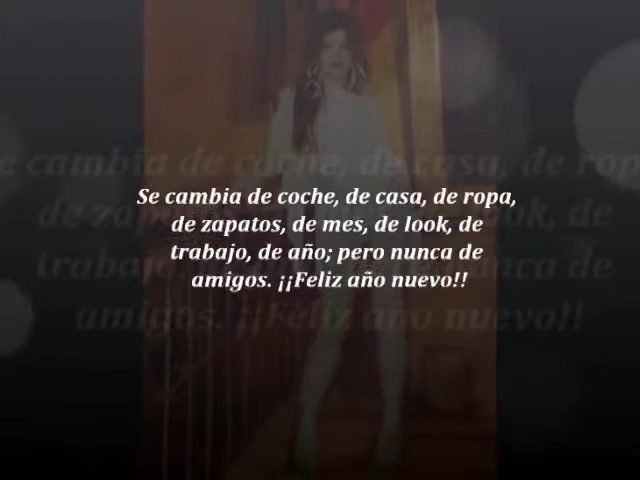 Se cambia de coche, de casa, de ropa,
de zapatos, de mes, de look, de
trabajo, de año; pero nunca de
amigos. ¡¡Feliz año nuevo!!